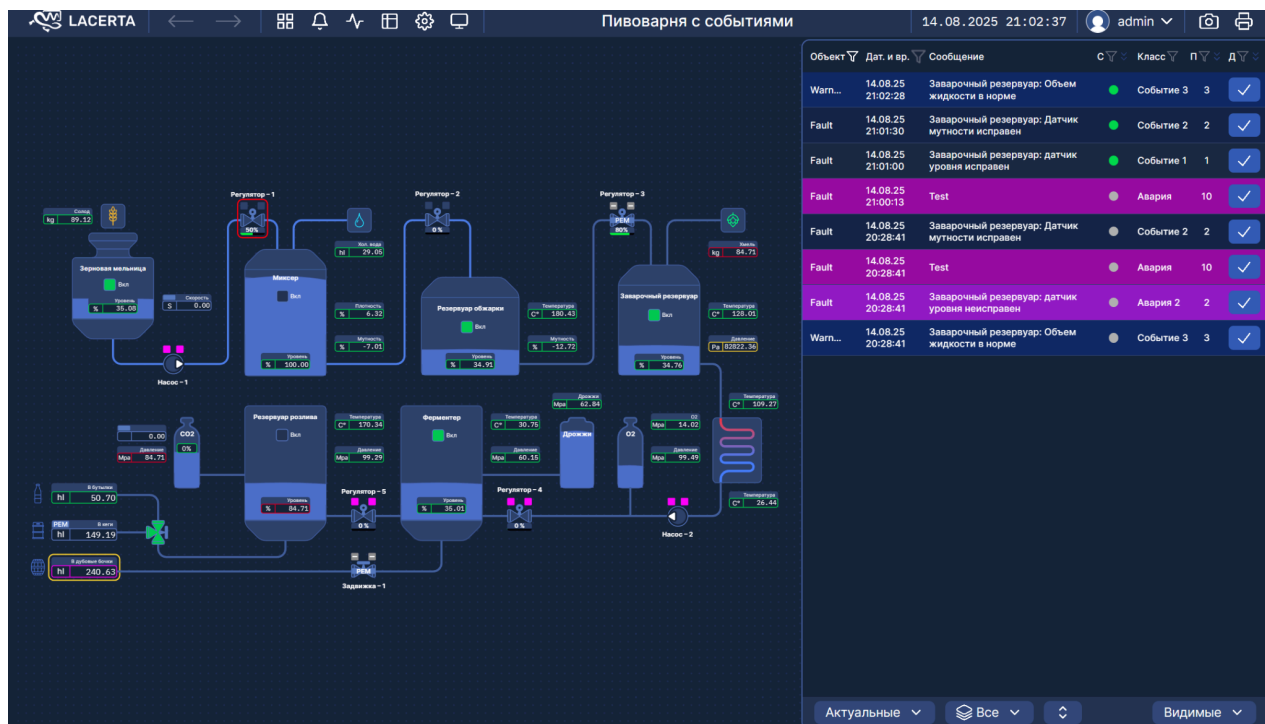 LACERTA
Пивоварня с событиями
14.08.2025 21:02:37
admin
Объект Дат. и вр. Сообщение С Класс П Д
Warn... 14.08.25 21:02:28 Заварочный резервуар: Объем жидкости в норме Событие 3 3
Fault 14.08.25 21:01:30 Заварочный резервуар: Датчик мутности исправен Событие 2 2
Fault 14.08.25 21:01:00 Заварочный резервуар: датчик уровня исправен Событие 1 1
Fault 14.08.25 21:00:13 Test Авария 10
Fault 14.08.25 20:28:41 Заварочный резервуар: Датчик мутности исправен Событие 2 2
Fault 14.08.25 20:28:41 Test Авария 10
Fault 14.08.25 20:28:41 Заварочный резервуар: датчик уровня неисправен Авария 2 2
Warn... 14.08.25 20:28:41 Заварочный резервуар: Объем жидкости в норме Событие 3 3
Регулятор-1
50%
Регулятор-2
0%
Регулятор-3
РЕМ
80%
Солод
kg 89.12
Хол. вода
hl 29.05
Хмель
kg 84.71
Зерновая мельница
Вкл
Уровень
% 35.08
Скорость
S 0.00
Насос-1
Миксер
Вкл
Уровень
% 100.00
Плотность
% 6.32
Мутность
% -7.01
Резервуар обжарки
Вкл
Уровень
% 34.91
Температура
C° 180.43
Мутность
% -12.72
Заварочный резервуар
Вкл
Уровень
% 34.76
Температура
C° 128.01
Давление
Pa 82822.36
Температура
C° 109.27
Температура
C° 26.44
0.00
Давление
Mpa 84.71
CO2
0%
Резервуар розлива
Вкл
Уровень
% 84.71
Температура
C° 170.34
Давление
Mpa 99.29
Ферментер
Вкл
Уровень
% 35.01
Температура
C° 30.75
Давление
Mpa 60.15
Дрожжи
Mpa 62.84
Дрожжи
O2
O2
Mpa 14.02
Давление
Mpa 99.49
Регулятор-5
0%
Регулятор-4
0%
Насос-2
В бутылки
hl 50.70
РЕМ В кеги
hl 149.19
В дубовые бочки
hl 240.63
РЕМ
Задвижка-1
Актуальные Все Видимые